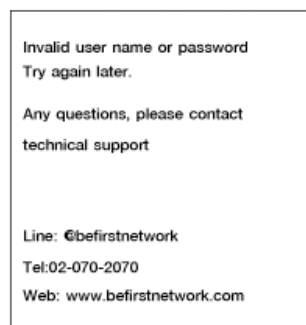 Invalid user name or password
Try again later.
Any questions, please contact
technical support
Line: @befirstnetwork
Tel:02-070-2070
Web: www.befirstnetwork.com